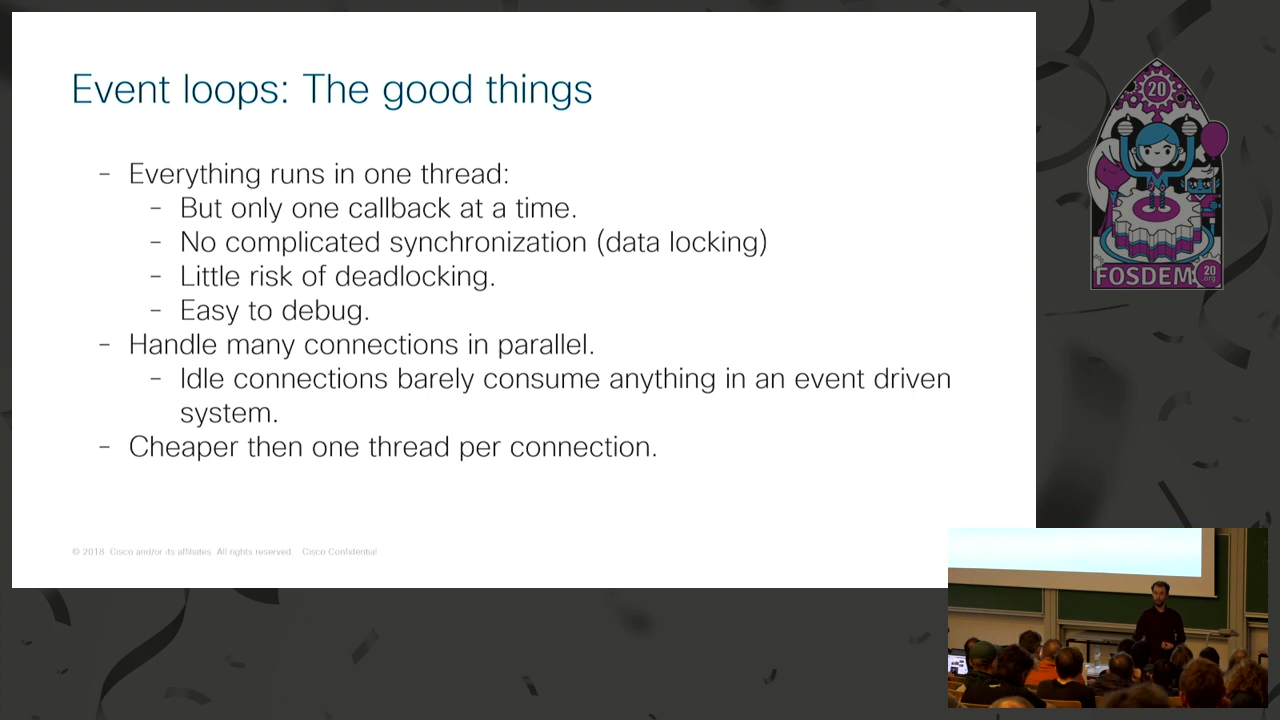 Event loops: The good things
- Everything runs in one thread:
- But only one callback at a time.
- No complicated synchronization (data locking)
- Little risk of deadlocking.
- Easy to debug.
- Handle many connections in parallel.
- Idle connections barely consume anything in an event driven
system.
- Cheaper then one thread per connection.
© 2018 Cisco and/or its affiliates. All rights reserved. Cisco Confidential
20
FOSDEM
20
.org